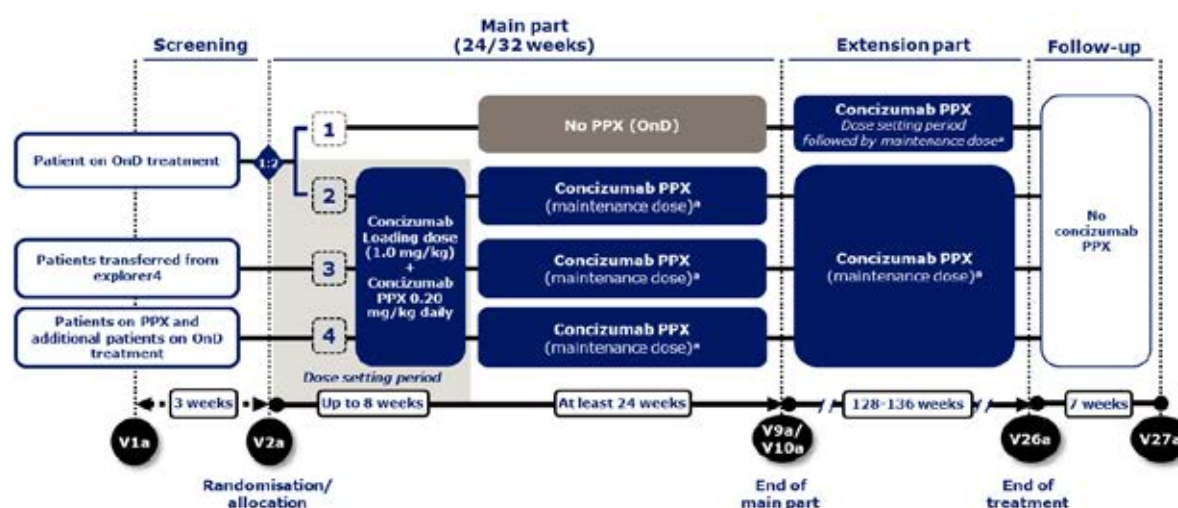 Screening
Main part
(24/32 weeks)
Extension part
Follow-up
Patient on OnD treatment
1:2
1
No PPX (OnD)
Concizumab PPX
Dose setting period
followed by maintenance doseª
2
Concizumab
Loading dose
(1.0 mg/kg)
+
Concizumab
PPX 0.20
mg/kg daily
Concizumab PPX
(maintenance dose)ª
Concizumab PPX
(maintenance dose)ª
No
concizumab
PPX
Patients transferred from
explorer4
3
Concizumab PPX
(maintenance dose)ª
Patients on PPX and
additional patients on OnD
treatment
4
Concizumab PPX
(maintenance dose)ª
Dose setting period
3 weeks
Up to 8 weeks
At least 24 weeks
128-136 weeks
7 weeks
V1a
V2a
V9a/
V10a
V26a
V27a
Randomisation/
allocation
End of
main part
End of
treatment